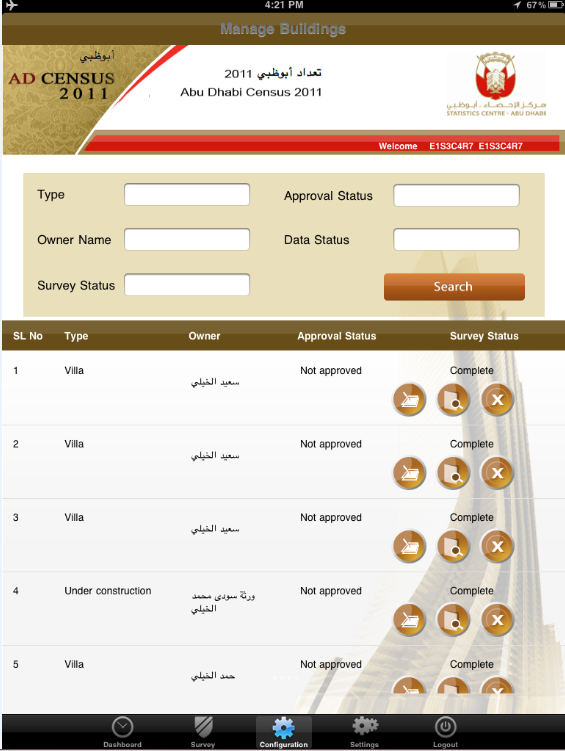 4:21 PM 67%
Manage Buildings
أبوظبي
AD CENSUS
2011
تعداد أبوظبي 2011
Abu Dhabi Census 2011
مركز الإحصاء - أبوظبي
STATISTICS CENTRE - ABU DHABI
Welcome E1S3C4R7 E1S3C4R7
Type Approval Status
Owner Name Data Status
Survey Status Search
SL No Type Owner Approval Status Survey Status
1 Villa سعيد الخيلي Not approved Complete
2 Villa سعيد الخيلي Not approved Complete
3 Villa سعيد الخيلي Not approved Complete
4 Under construction ورثة سودى محمد Not approved Complete
الخيلي
5 Villa حمد الخيلي Not approved Complete
Dashboard Survey Configuration Settings Logout